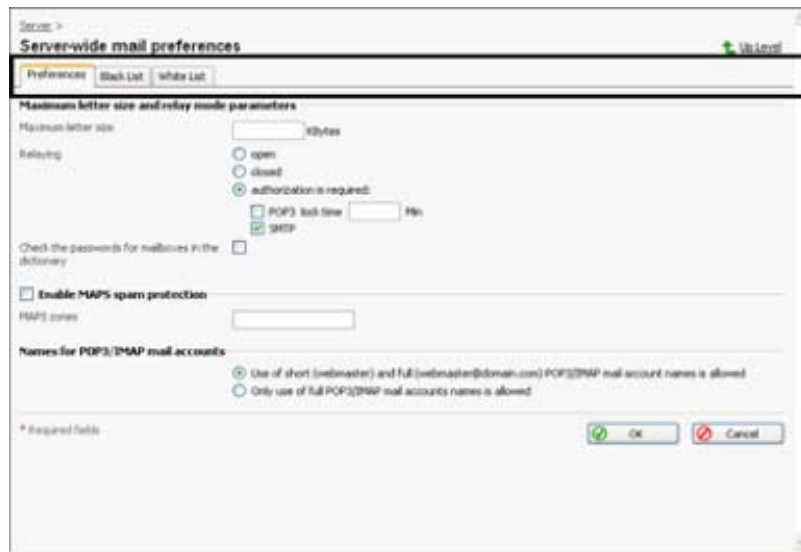 Server >
Server-wide mail preferences
Up Level
Preferences Black List White List
Maximum letter size and relay mode parameters
Maximum letter size KBytes
Relaying open
closed
authorization is required:
POP3 lock time Min
SMTP
Check the passwords for mailboxes in the
dictionary
Enable MAPS spam protection
MAPS zones
Names for POP3/IMAP mail accounts
Use of short (webmaster) and full (webmaster@domain.com) POP3/IMAP mail account names is allowed
Only use of full POP3/IMAP mail accounts names is allowed
* Required fields OK Cancel